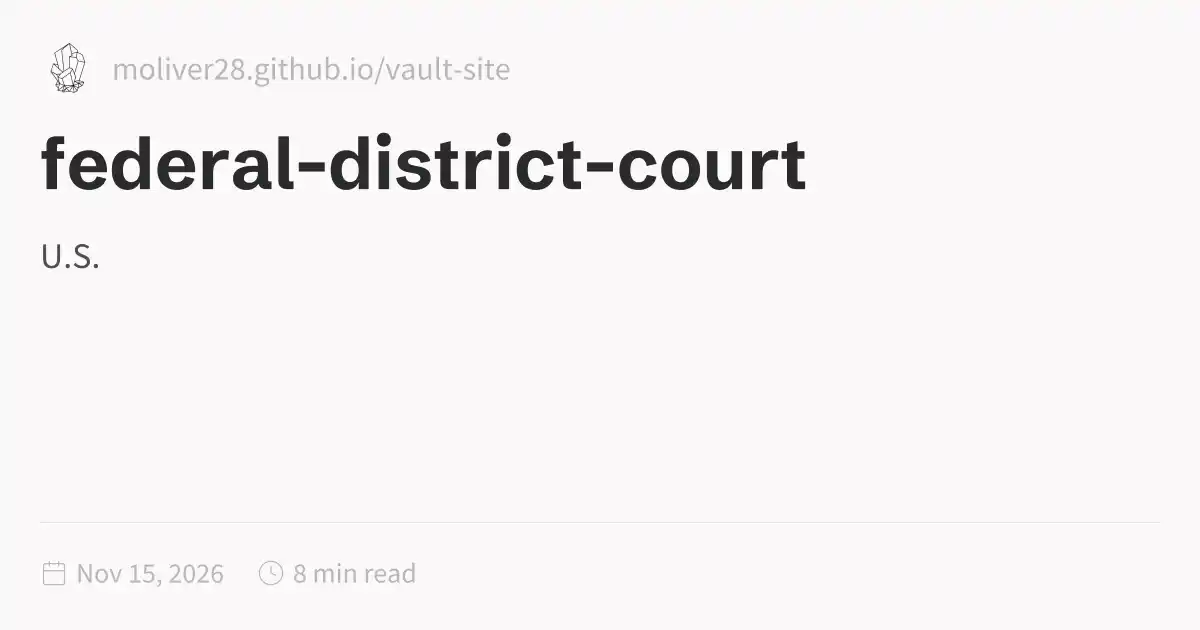 moliver28.github.io/vault-site
federal-district-court
U.S.
Nov 15, 2026 8 min read